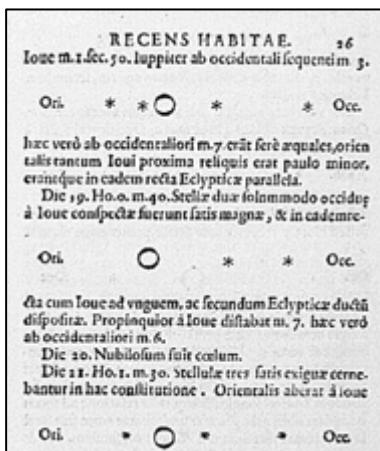 RECENS HABITAE. 26
Ioue m. 1. sec. 50. Iuppiter ab occidentali sequenti m. 3.
Ori. * * O * * Occ.
hæc verò ab occidentaliori m. 7. erāt ferè æquales, orien
talis tantum Ioui proxima reliquis erat paulo minor,
erantque in eadem recta Eclypticæ parallela.
Die 19. Ho. 0. m. 40. Stellæ duæ solummodo occiduę
à Ioue conspectæ fuerunt satis magnæ, & in eadem re-
Ori. O * * Occ.
cta cum Ioue ad vnguem, ac secundum Eclypticæ ductū
dispositæ. Propinquior à Ioue distabat m. 7. hæc verò
ab occidentaliori m. 6.
Die 20. Nubilosum fuit cœlum.
Die 21. Ho. 1. m. 30. Stellulæ tres satis exiguæ cerne-
bantur in hac constitutione. Orientalis aberat à Ioue
Ori. * O * * Occ.